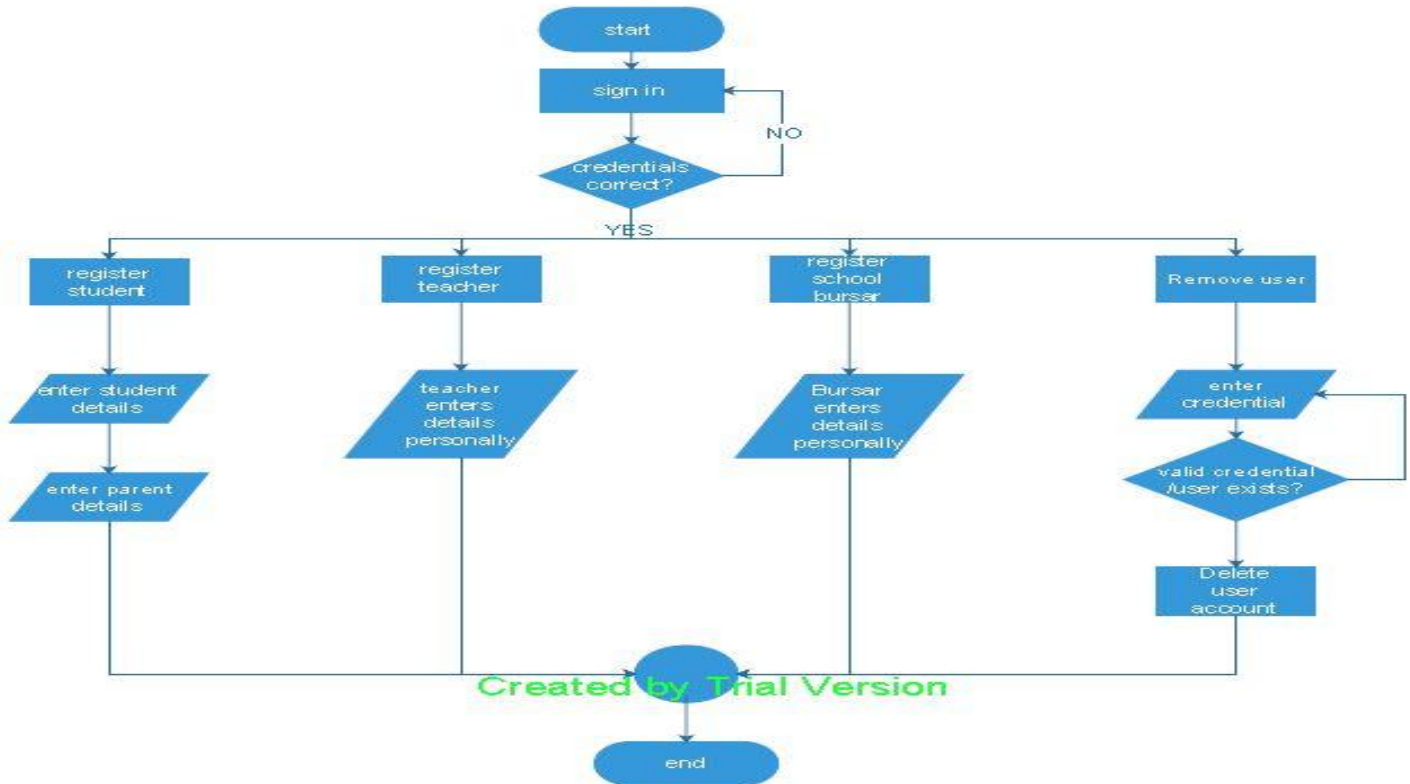 start
sign in
NO
credentials
correct?
YES
register
student
register
teacher
register
school
bursar
Remove user
enter student
details
teacher
enters
details
personally
Bursar
enters
details
personally
enter
credential
enter parent
details
valid credential
/user exists?
Delete
user
account
Created by Trial Version
end